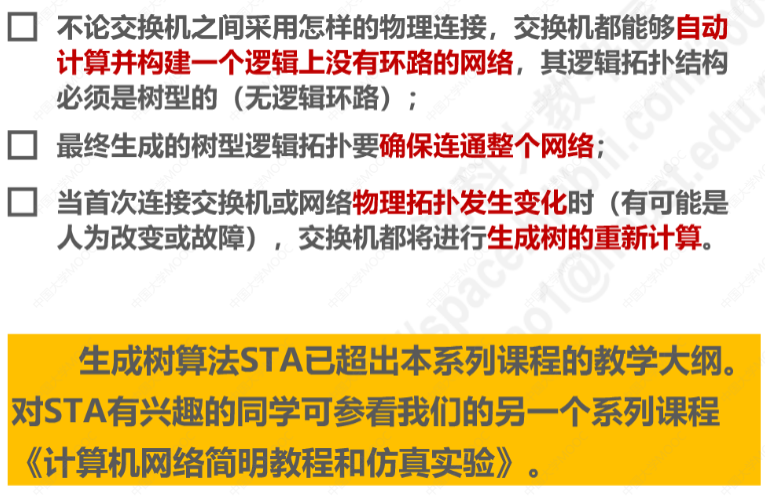 不论交换机之间采用怎样的物理连接，交换机都能够自动
计算并构建一个逻辑上没有环路的网络，其逻辑拓扑结构
必须是树型的（无逻辑环路）；
最终生成的树型逻辑拓扑要确保连通整个网络；
当首次连接交换机或网络物理拓扑发生变化时（有可能是
人为改变或故障），交换机都将进行生成树的重新计算。
生成树算法STA已超出本系列课程的教学大纲。
对STA有兴趣的同学可参看我们的另一个系列课程
《计算机网络简明教程和仿真实验》。